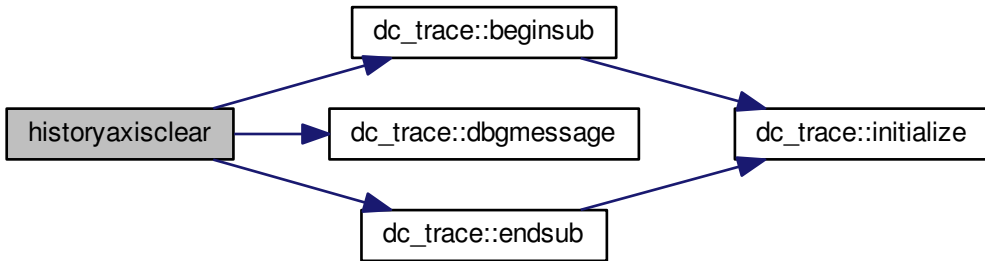 historyaxisclear
dc_trace::beginsub
dc_trace::dbgmessage
dc_trace::endsub
dc_trace::initialize